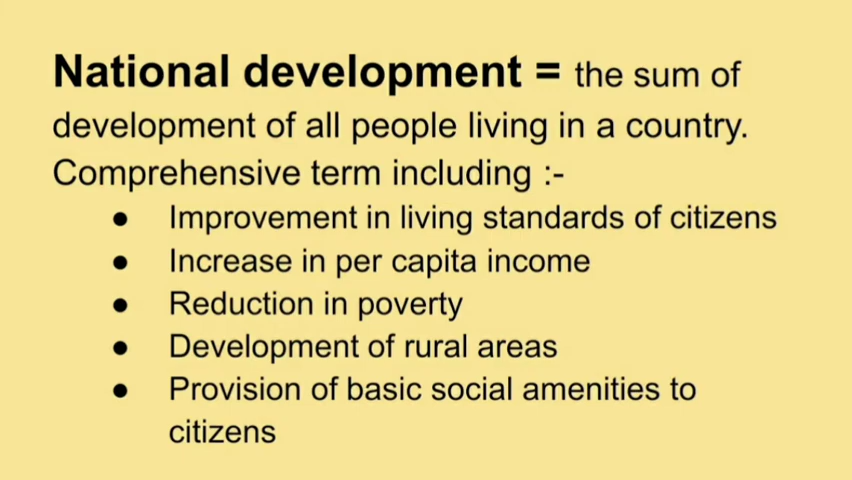 National development = the sum of
development of all people living in a country.
Comprehensive term including :-
● Improvement in living standards of citizens
● Increase in per capita income
● Reduction in poverty
● Development of rural areas
● Provision of basic social amenities to
citizens